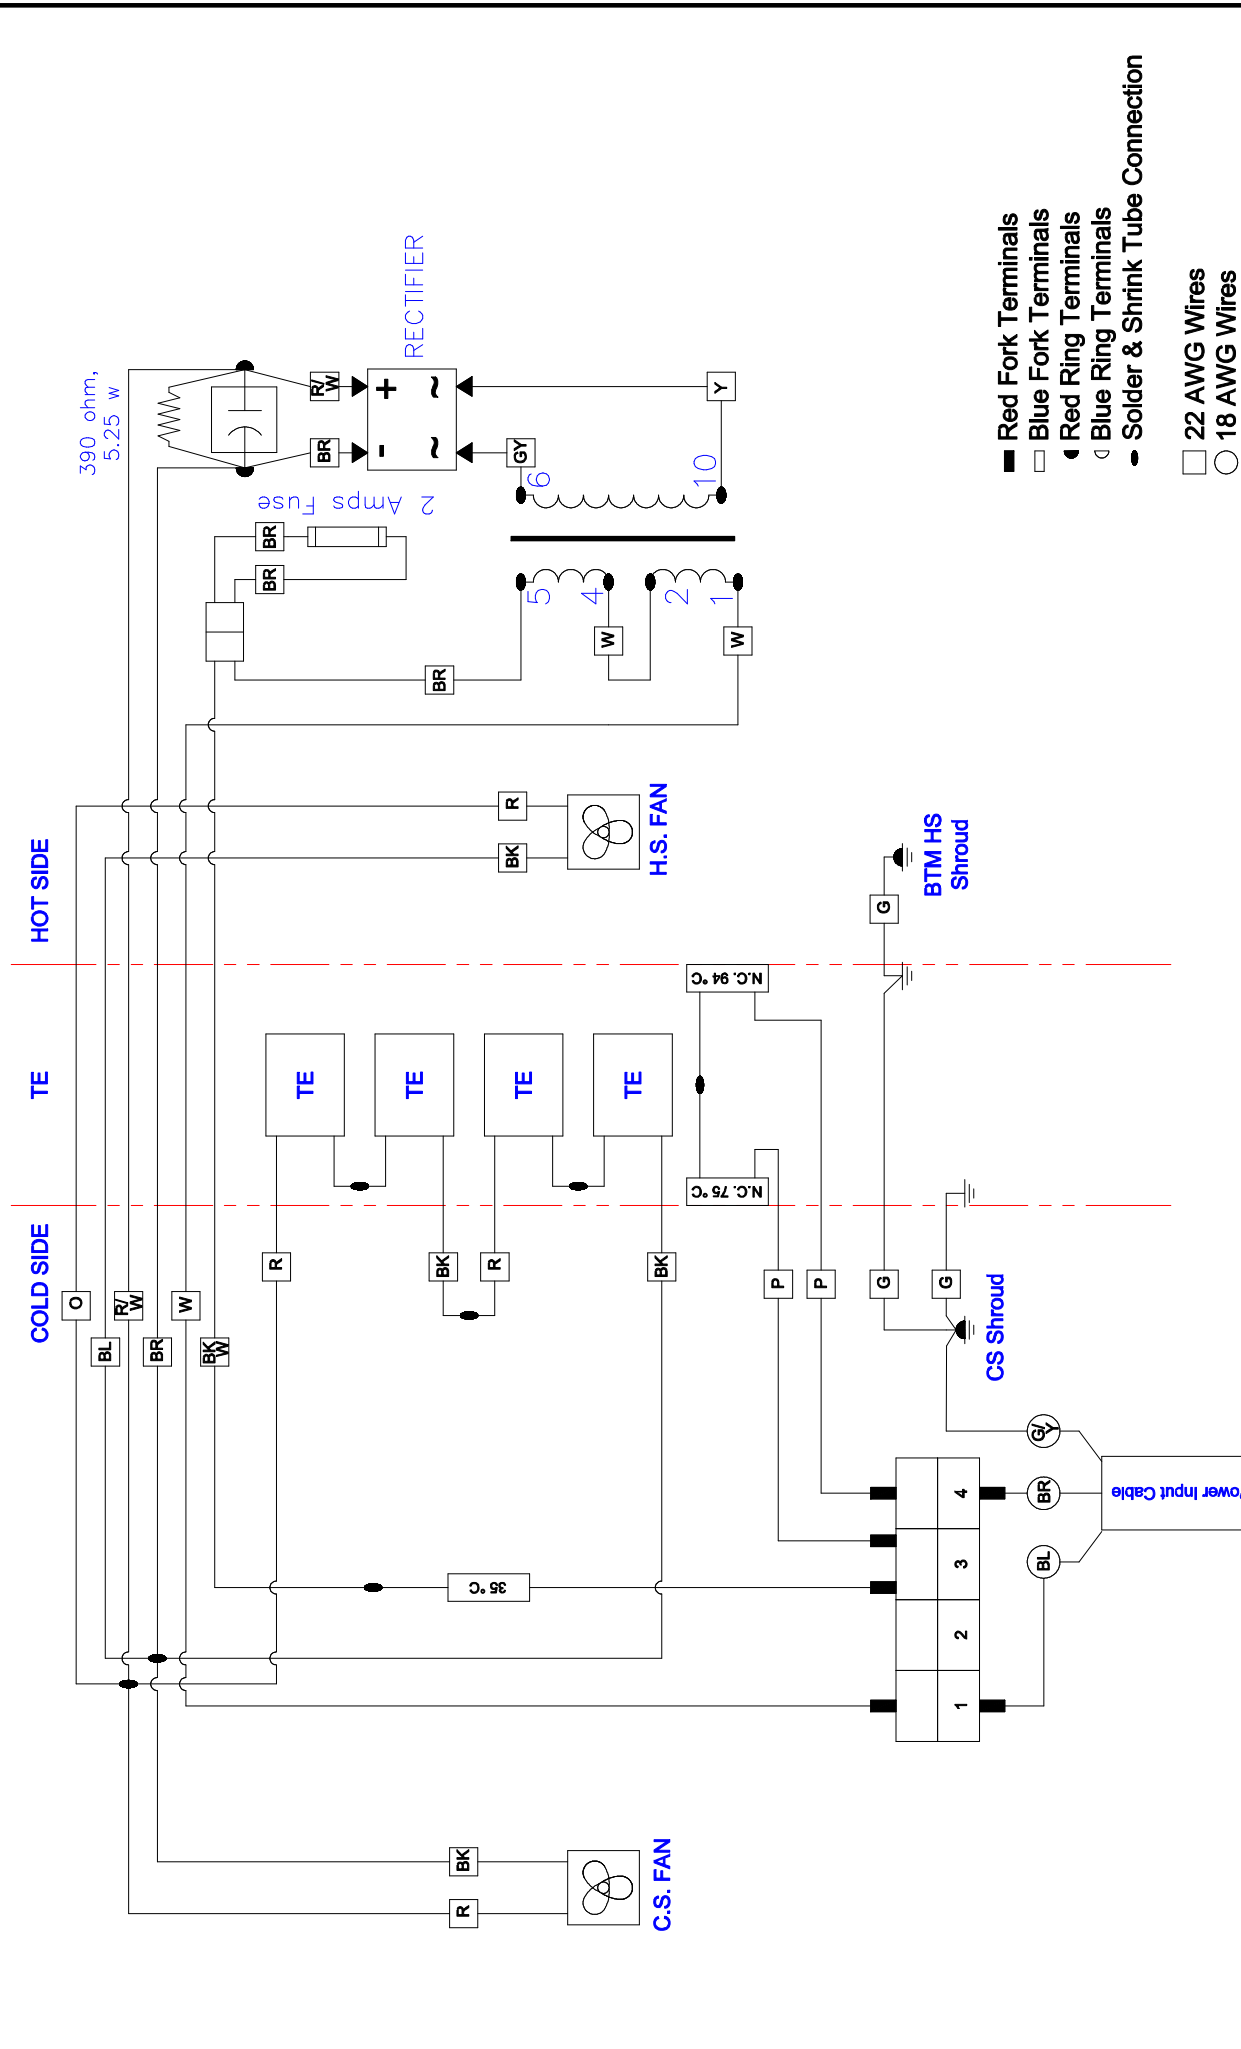 COLD SIDE
TE
HOT SIDE
O
BL
R/
W
BR
W
BK
W
390 ohm,
5.25 w
R/
W
BR
+
-
~
~
RECTIFIER
2 Amps Fuse
BR
BR
BR
GY
Y
6
10
5
4
2
1
W
W
R
BK
H.S. FAN
TE
TE
TE
TE
R
BK
R
BK
N.C. 94 °C
N.C. 75 °C
P
P
G
G
G
BTM HS
Shroud
CS Shroud
35 °C
1
2
3
4
G/
Y
BR
BL
ower Input Cable
R
BK
C.S. FAN
Red Fork Terminals
Blue Fork Terminals
Red Ring Terminals
Blue Ring Terminals
Solder & Shrink Tube Connection
22 AWG Wires
18 AWG Wires